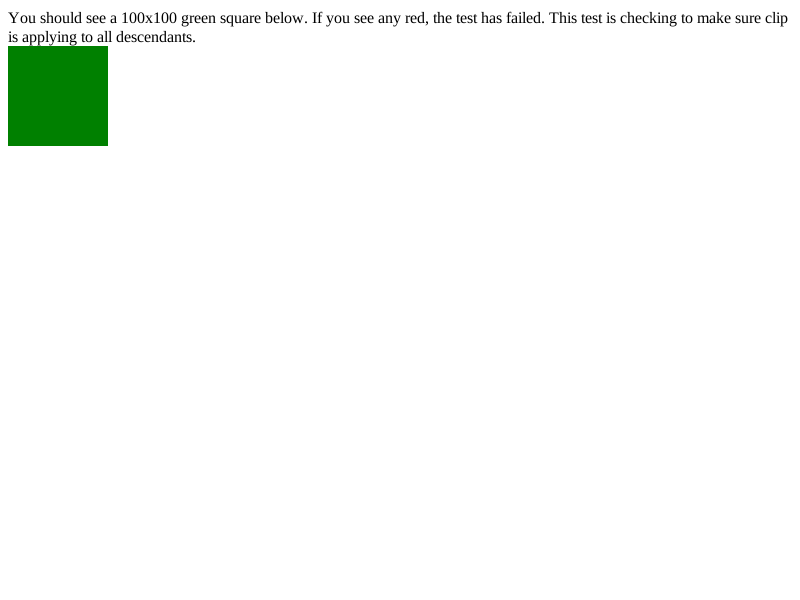 You should see a 100x100 green square below. If you see any red, the test has failed. This test is checking to make sure clip
is applying to all descendants.